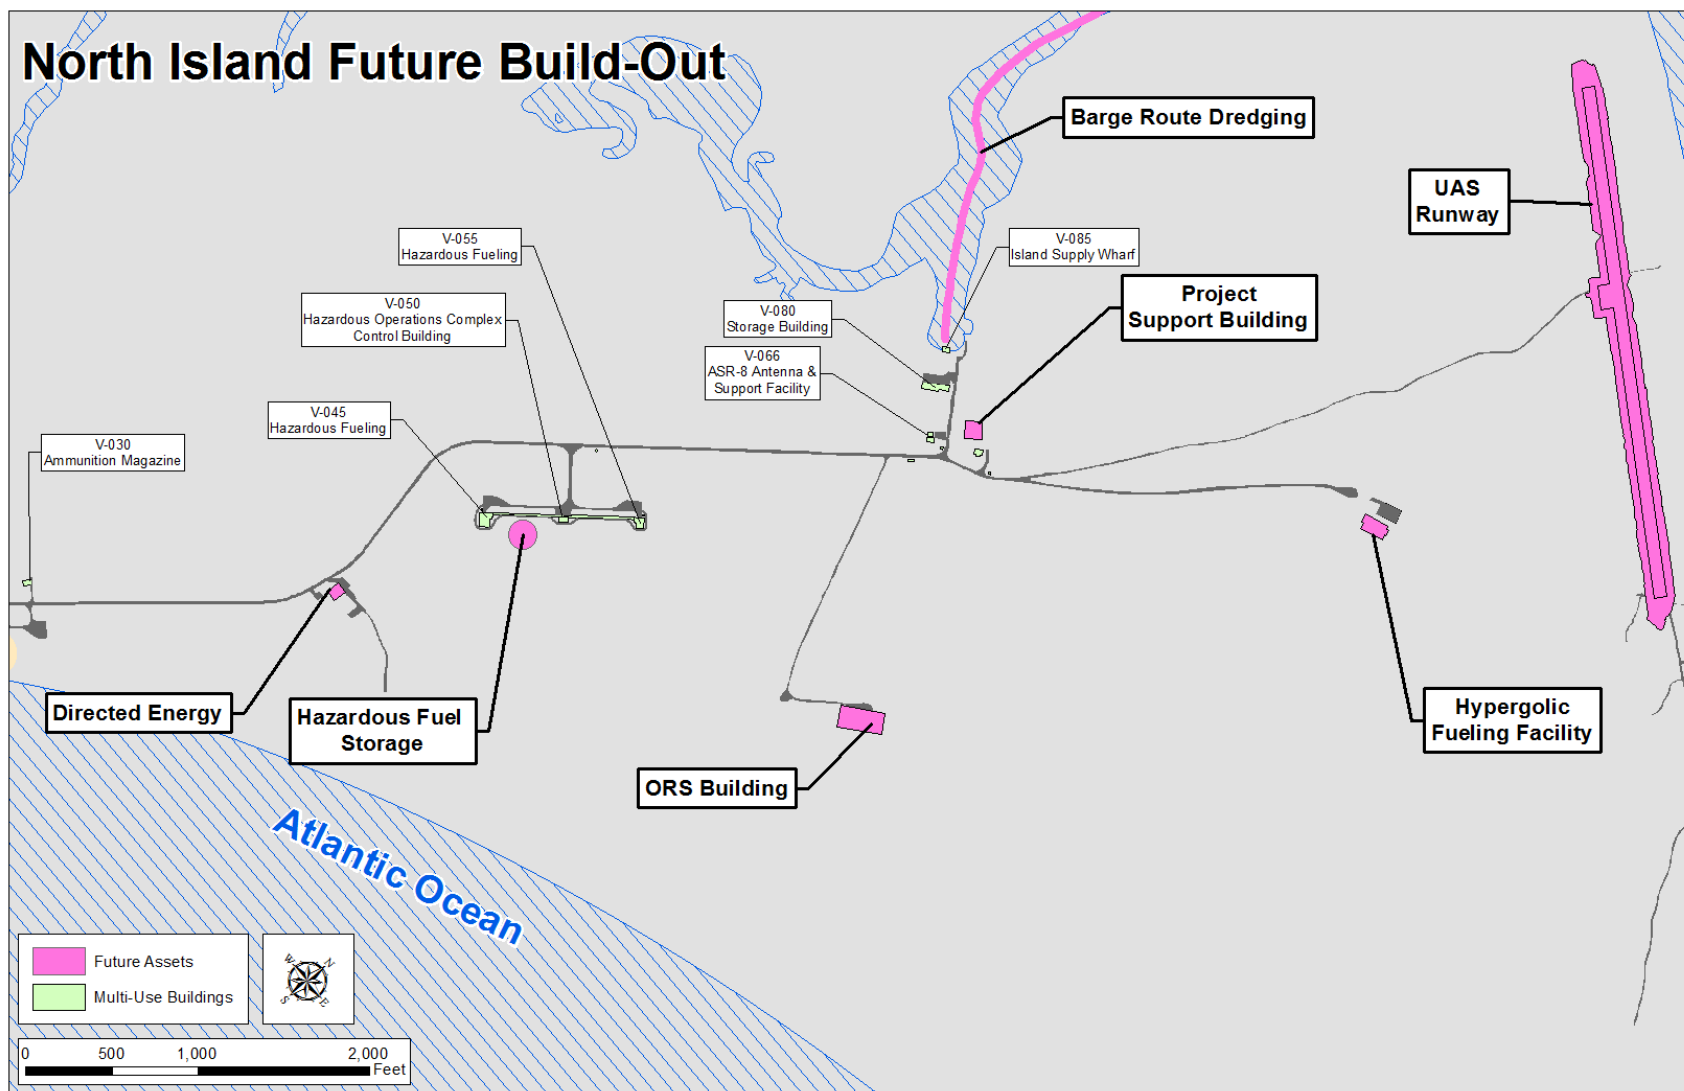 North Island Future Build-Out
Barge Route Dredging
UAS
Runway
V-055
Hazardous Fueling
V-085
Island Supply Wharf
V-050
Hazardous Operations Complex
Control Building
Project
Support Building
V-080
Storage Building
V-066
ASR-8 Antenna &
Support Facility
V-045
Hazardous Fueling
V-030
Ammunition Magazine
Directed Energy
Hazardous Fuel
Storage
Hypergolic
Fueling Facility
ORS Building
Atlantic Ocean
Future Assets
Multi-Use Buildings
W
N
S
E
0 500 1,000 2,000
Feet